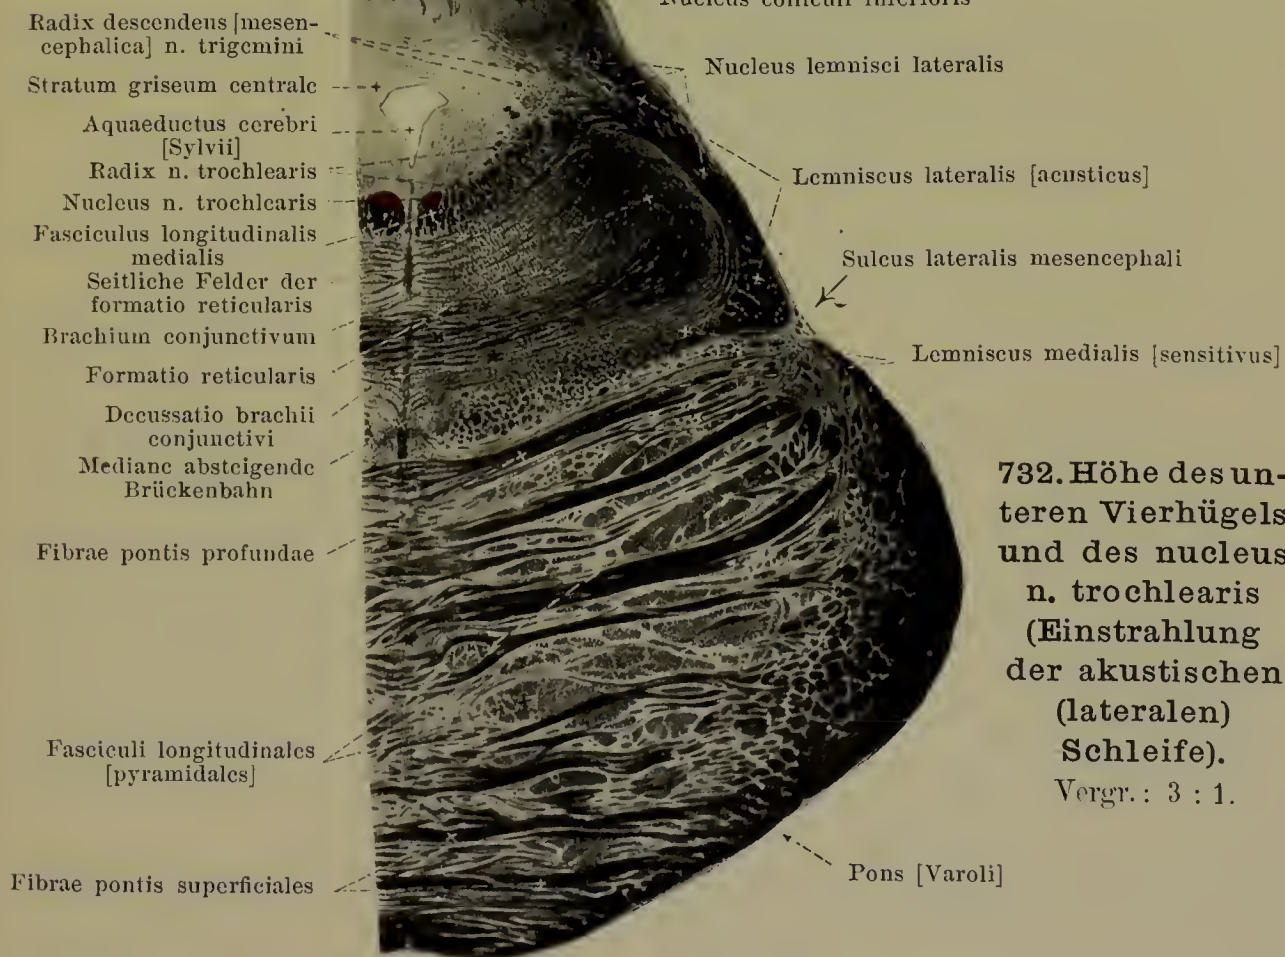 Radix descendens [mesen-
cephalica] n. trigemini
Stratum griseum centrale
Aquaeductus cerebri
[Sylvii]
Radix n. trochlearis
Nucleus n. trochlearis
Fasciculus longitudinalis
medialis
Seitliche Felder der
formatio reticularis
Brachium conjunctivum
Formatio reticularis
Decussatio brachii
conjunctivi
Mediane absteigende
Brückenbahn
Fibrae pontis profundae
Fasciculi longitudinales
[pyramidales]
Fibrae pontis superficiales
Nucleus lemnisci lateralis
Lemniscus lateralis [acusticus]
Sulcus lateralis mesencephali
Lemniscus medialis [sensitivus]
Pons [Varoli]
732. Höhe des un-
teren Vierhügels
und des nucleus
n. trochlearis
(Einstrahlung
der akustischen
(lateralen)
Schleife).
Vergr.: 3 : 1.